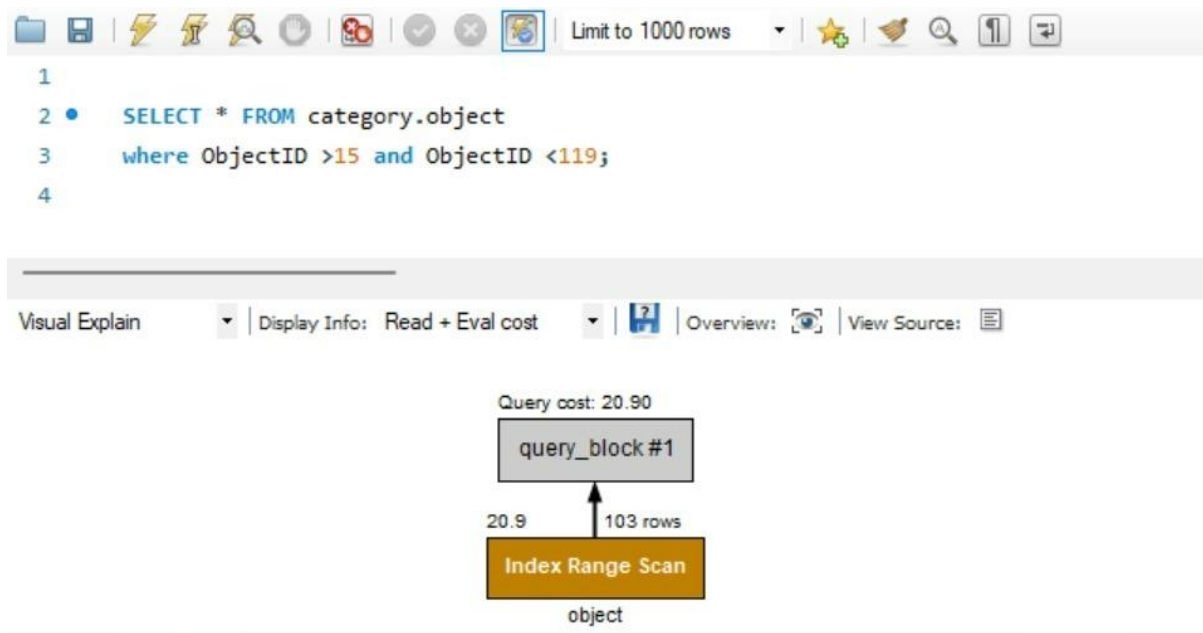 Limit to 1000 rows
1
2 SELECT * FROM category.object
3 where ObjectID >15 and ObjectID <119;
4
Visual Explain Display Info: Read + Eval cost Overview: View Source:
Query cost: 20.90
query_block #1
20.9 103 rows
Index Range Scan
object